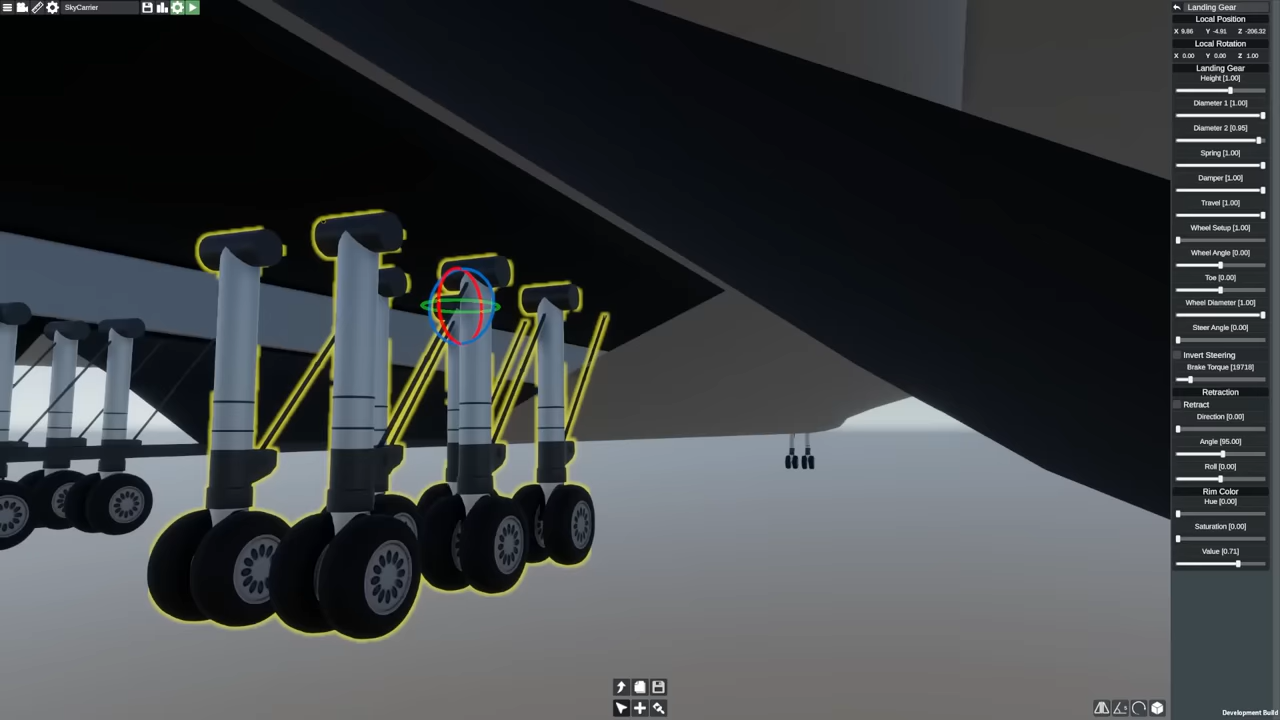 SkyCarrier
Landing Gear
Local Position
X 9.86 Y -4.91 Z -206.32
Local Rotation
X 0.00 Y 0.00 Z 1.00
Landing Gear
Height [1.00]
Diameter 1 [1.00]
Diameter 2 [0.95]
Spring [1.00]
Damper [1.00]
Travel [1.00]
Wheel Setup [1.00]
Wheel Angle [0.00]
Toe [0.00]
Wheel Diameter [1.00]
Steer Angle [0.00]
Invert Steering
Brake Torque [19718]
Retraction
Retract
Direction [0.00]
Angle [95.00]
Roll [0.00]
Rim Color
Hue [0.00]
Saturation [0.00]
Value [0.71]
Development Build